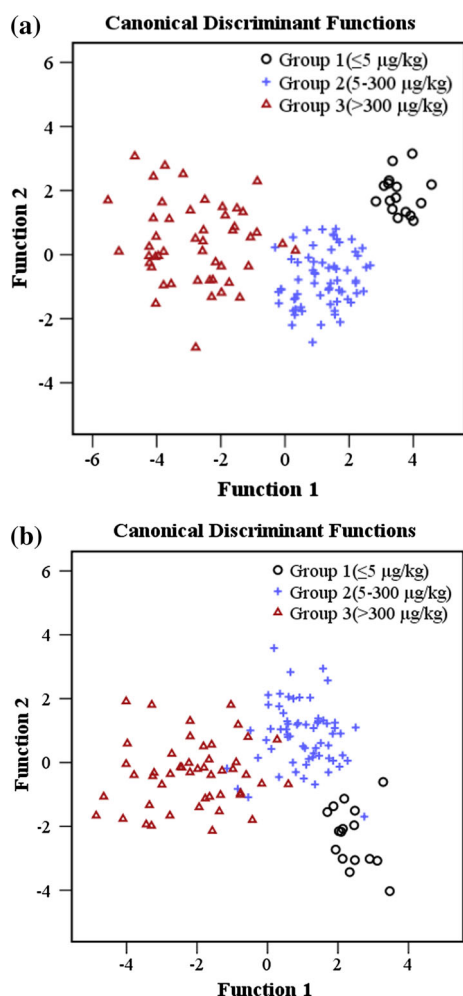 (a)
Canonical Discriminant Functions
Group 1(≤5 µg/kg)
Group 2(5-300 µg/kg)
Group 3(>300 µg/kg)
6
4
2
0
-2
-4
Function 2
-6 -4 -2 0 2 4
Function 1
(b)
Canonical Discriminant Functions
Group 1(≤5 µg/kg)
Group 2(5-300 µg/kg)
Group 3(>300 µg/kg)
6
4
2
0
-2
-4
Function 2
-4 -2 0 2 4
Function 1